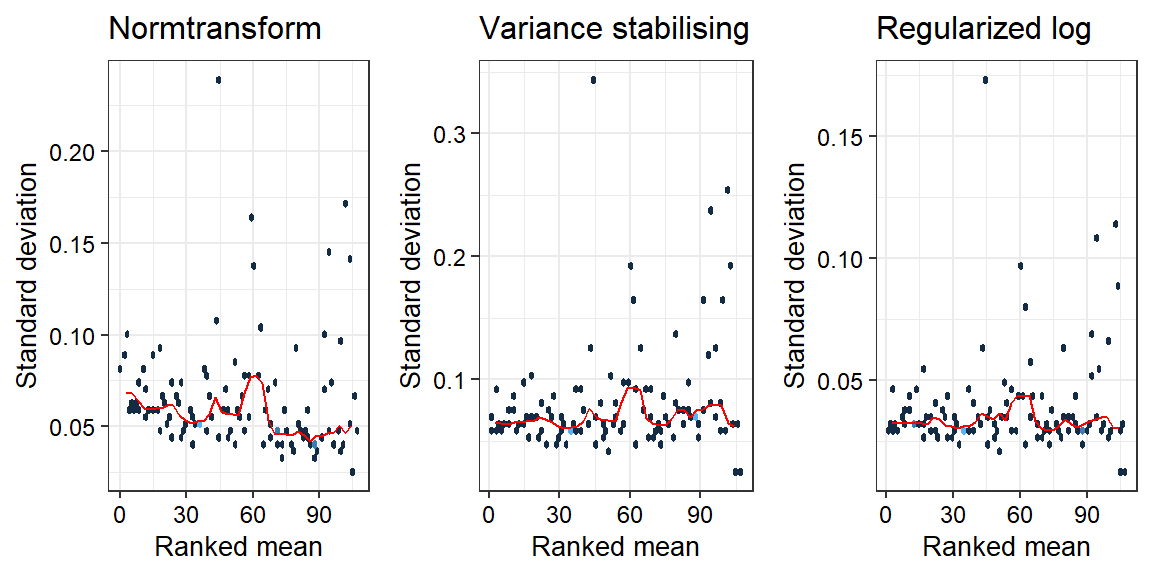 Normtransform
Standard deviation
0.20
0.15
0.10
0.05
0 30 60 90
Ranked mean
Variance stabilising
Standard deviation
0.3
0.2
0.1
0 30 60 90
Ranked mean
Regularized log
Standard deviation
0.15
0.10
0.05
0 30 60 90
Ranked mean